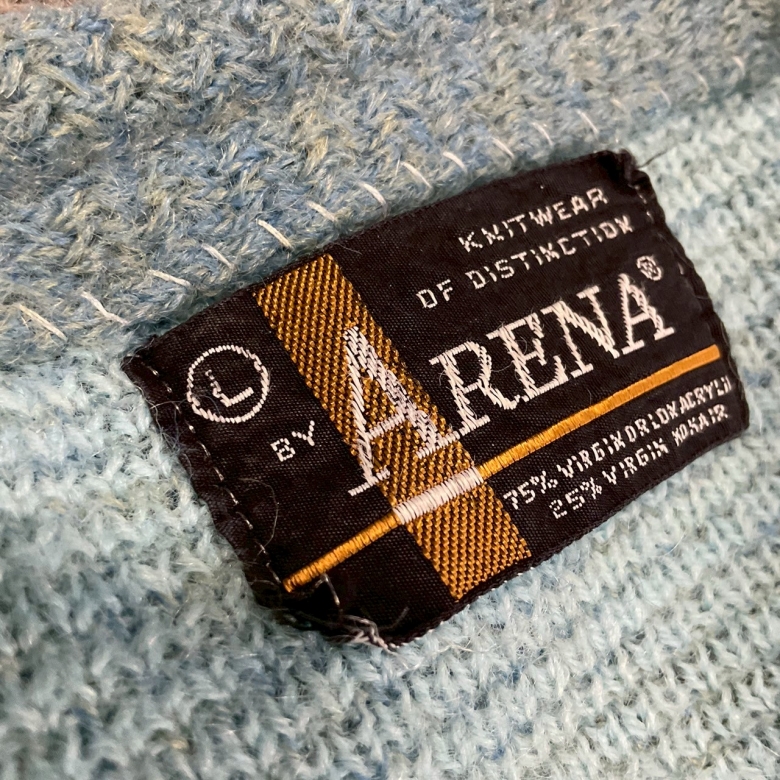 KNITWEAR
OF DISTINCTION
L
BY ARENA®
75% VIRGIN ORLON ACRYLIC
25% VIRGIN MOHAIR